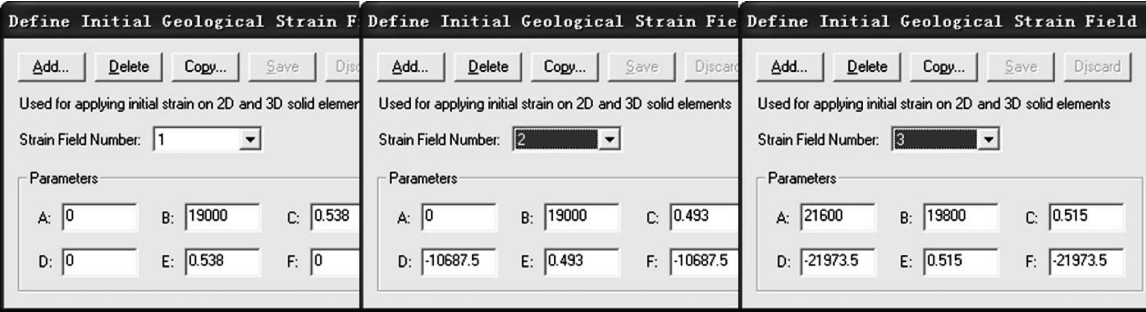 Define Initial Geological Strain F
Add... Delete Copy... Save Disc
Used for applying initial strain on 2D and 3D solid elemen
Strain Field Number: 1
Parameters
A: 0 B: 19000 C: 0.538
D: 0 E: 0.538 F: 0
Define Initial Geological Strain Fie
Add... Delete Copy... Save Discard
Used for applying initial strain on 2D and 3D solid elements
Strain Field Number: 2
Parameters
A: 0 B: 19000 C: 0.493
D: -10687.5 E: 0.493 F: -10687.5
Define Initial Geological Strain Field
Add... Delete Copy... Save Discard
Used for applying initial strain on 2D and 3D solid elements
Strain Field Number: 3
Parameters
A: 21600 B: 19800 C: 0.515
D: -21973.5 E: 0.515 F: -21973.5